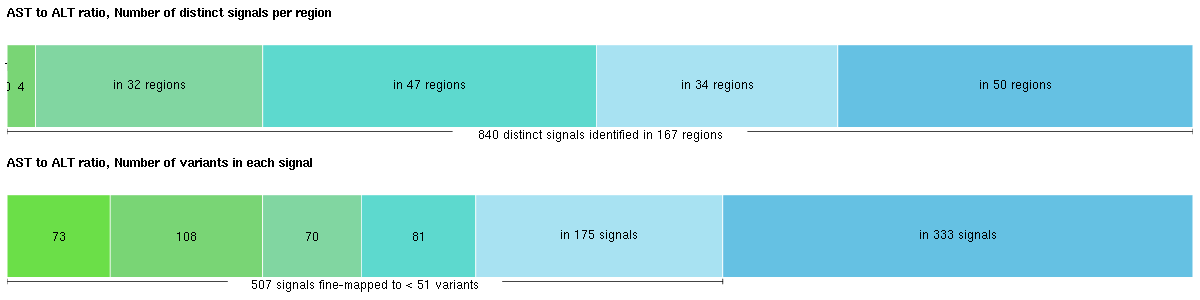 AST to ALT ratio, Number of distinct signals per region
0 4 in 32 regions in 47 regions in 34 regions in 50 regions
840 distinct signals identified in 167 regions
AST to ALT ratio, Number of variants in each signal
73 108 70 81 in 175 signals in 333 signals
507 signals fine-mapped to < 51 variants